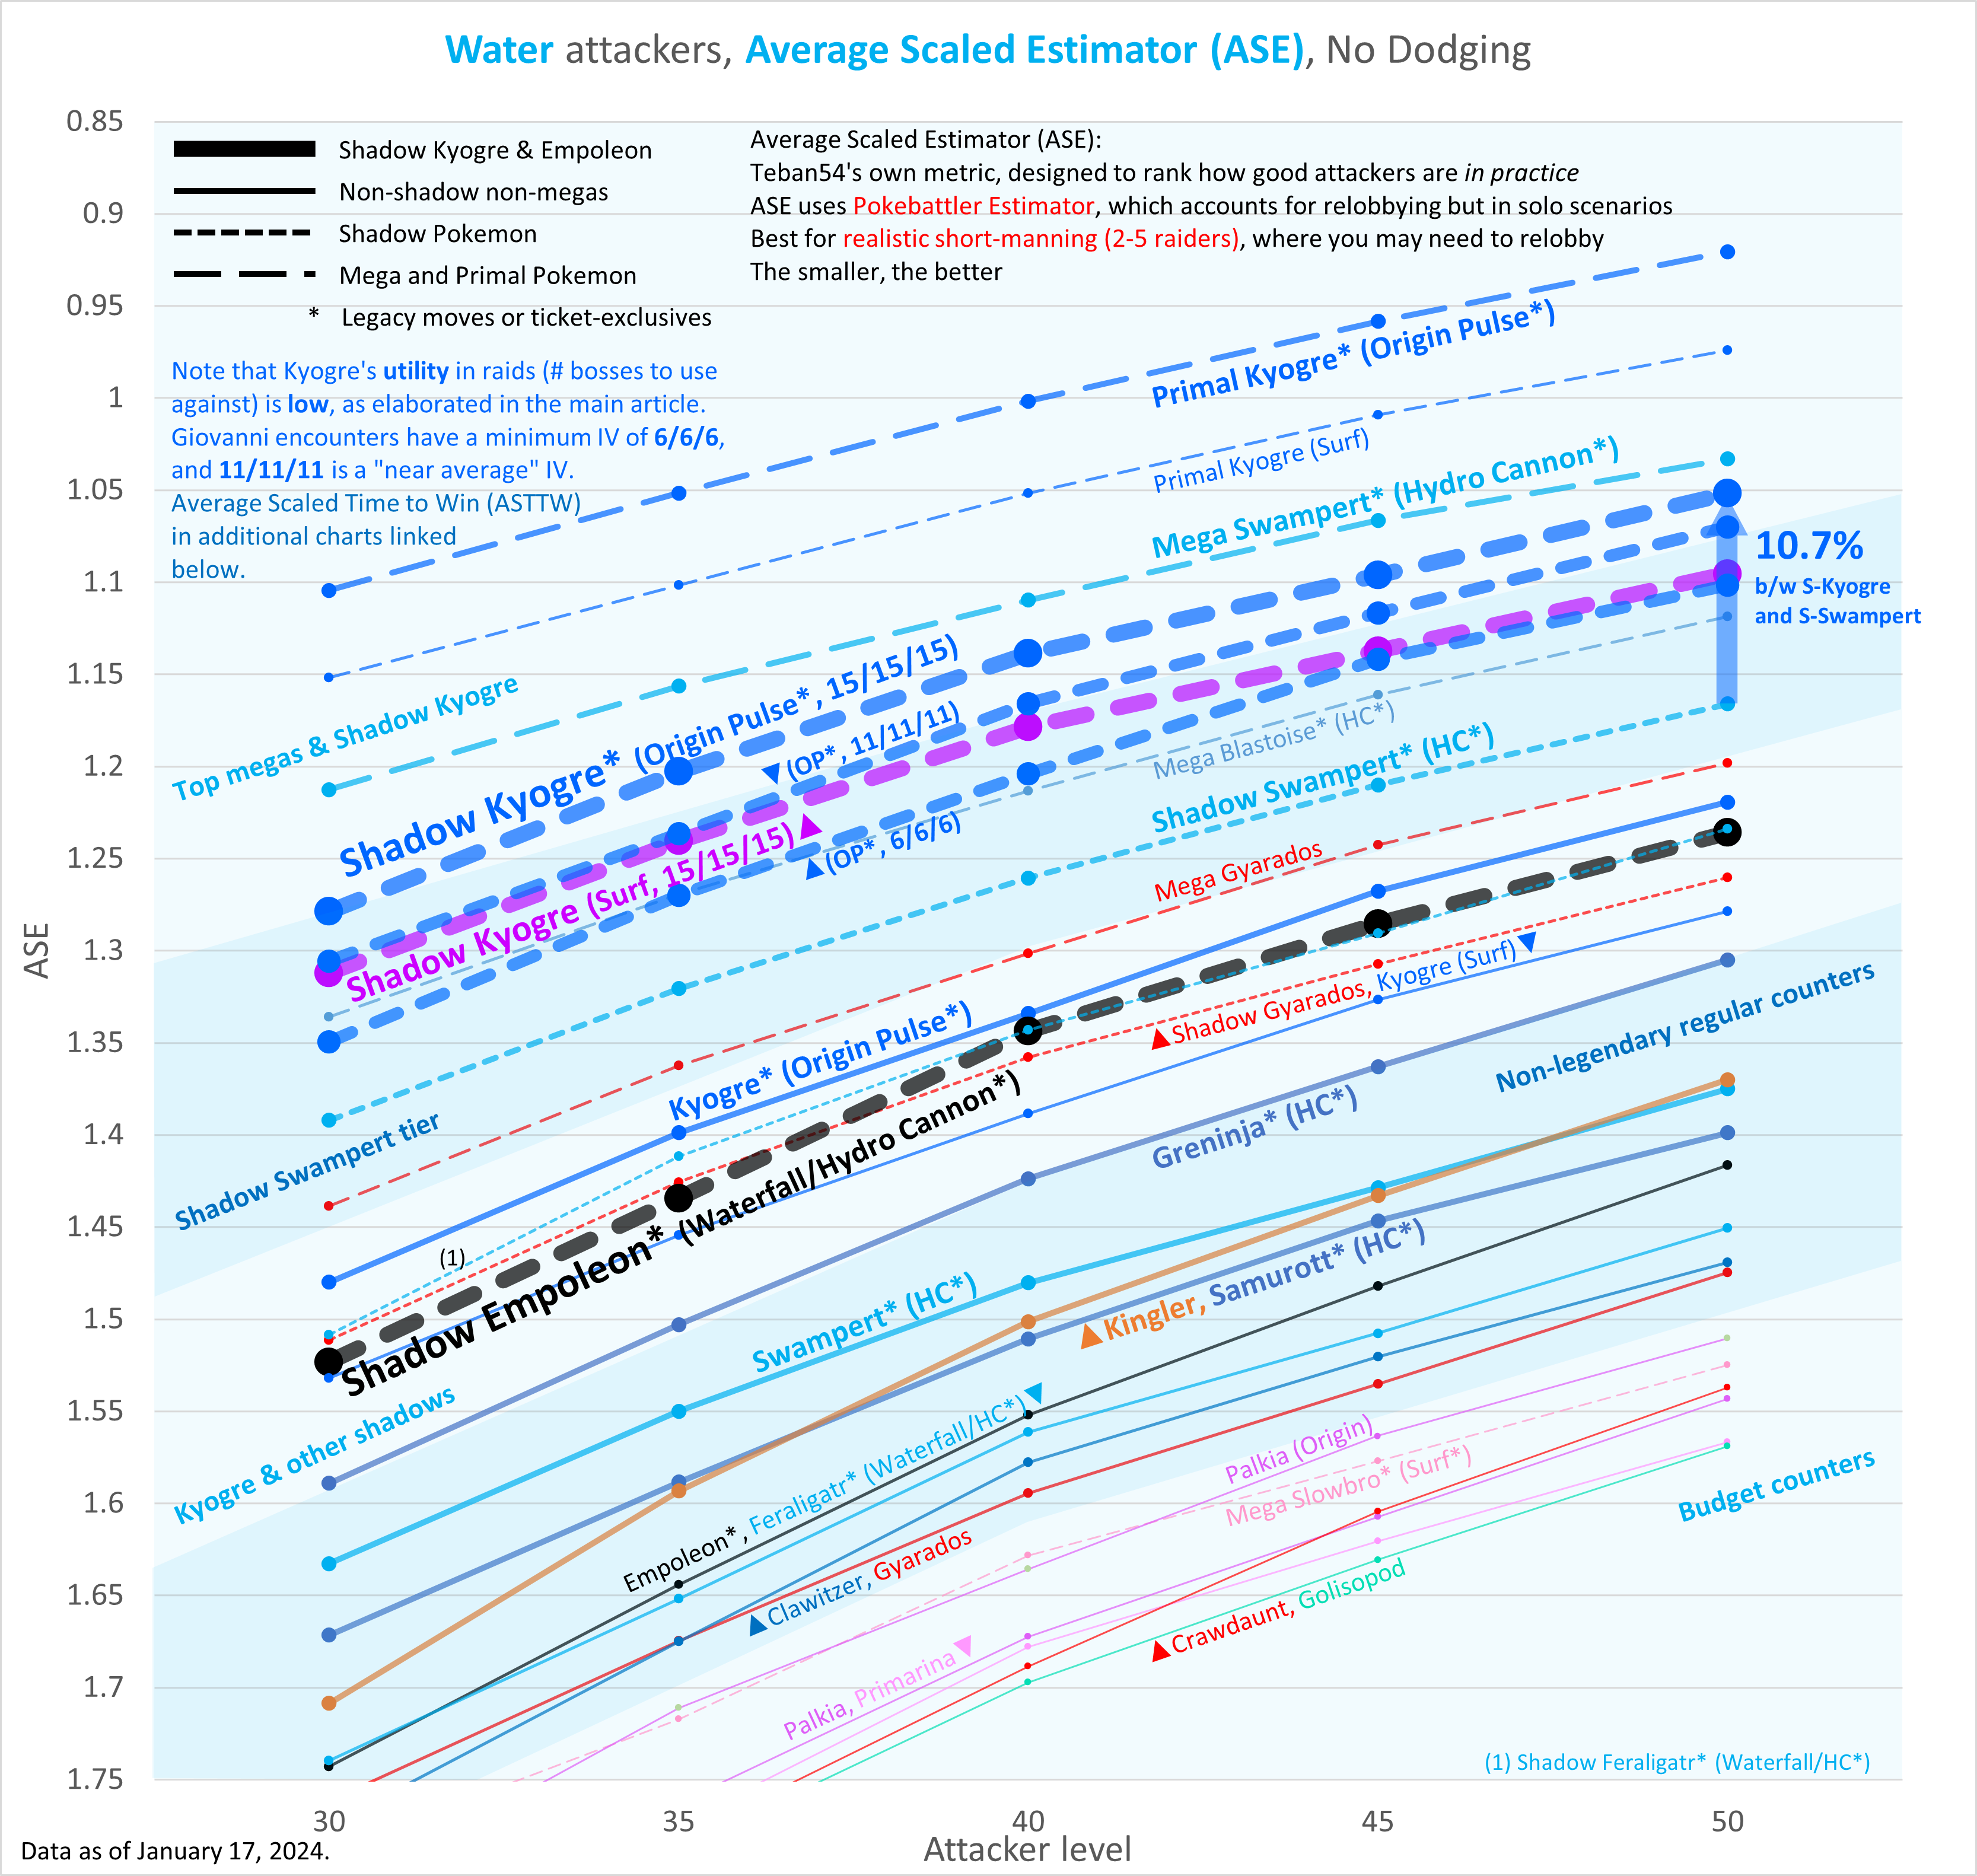 Water attackers, Average Scaled Estimator (ASE), No Dodging
0.85
0.9
0.95
1
1.05
1.1
1.15
1.2
1.25
1.3
1.35
1.4
1.45
1.5
1.55
1.6
1.65
1.7
1.75
ASE
Shadow Kyogre & Empoleon
Non-shadow non-megas
Shadow Pokemon
Mega and Primal Pokemon
* Legacy moves or ticket-exclusives
Average Scaled Estimator (ASE):
Teban54's own metric, designed to rank how good attackers are in practice
ASE uses Pokebattler Estimator, which accounts for relobbying but in solo scenarios
Best for realistic short-manning (2-5 raiders), where you may need to relobby
The smaller, the better
Note that Kyogre's utility in raids (# bosses to use
against) is low, as elaborated in the main article.
Giovanni encounters have a minimum IV of 6/6/6,
and 11/11/11 is a "near average" IV.
Average Scaled Time to Win (ASTTW)
in additional charts linked
below.
Primal Kyogre* (Origin Pulse*)
Primal Kyogre (Surf)
Mega Swampert* (Hydro Cannon*)
10.7%
b/w S-Kyogre
and S-Swampert
Top megas & Shadow Kyogre
Shadow Kyogre* (Origin Pulse*, 15/15/15)
▼(OP*, 11/11/11)
Shadow Kyogre (Surf, 15/15/15)▲
▲(OP*, 6/6/6)
Mega Blastoise* (HC*)
Shadow Swampert* (HC*)
Mega Gyarados
Shadow Swampert tier
Kyogre* (Origin Pulse*)
▲Shadow Gyarados, Kyogre (Surf)▼
(1)
Shadow Empoleon* (Waterfall/Hydro Cannon*)
Greninja* (HC*)
Non-legendary regular counters
Kyogre & other shadows
Swampert* (HC*)
▲Kingler, Samurott* (HC*)
Empoleon*, Feraligatr* (Waterfall/HC*)▼
▲Clawitzer, Gyarados
Palkia (Origin)
Mega Slowbro* (Surf*)
Budget counters
Palkia, Primarina▼
▲Crawdaunt, Golisopod
(1) Shadow Feraligatr* (Waterfall/HC*)
30
35
40
45
50
Attacker level
Data as of January 17, 2024.